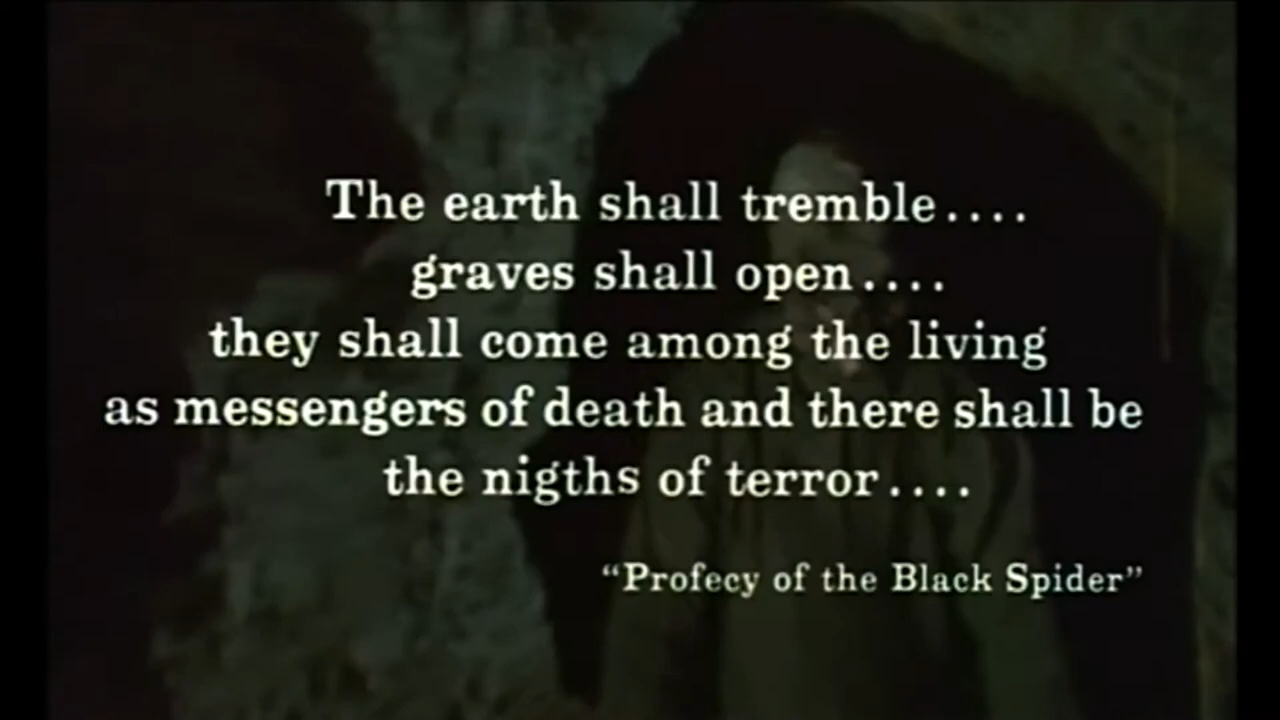 The earth shall tremble....
graves shall open....
they shall come among the living
as messengers of death and there shall be
the nigths of terror....
“Profecy of the Black Spider”